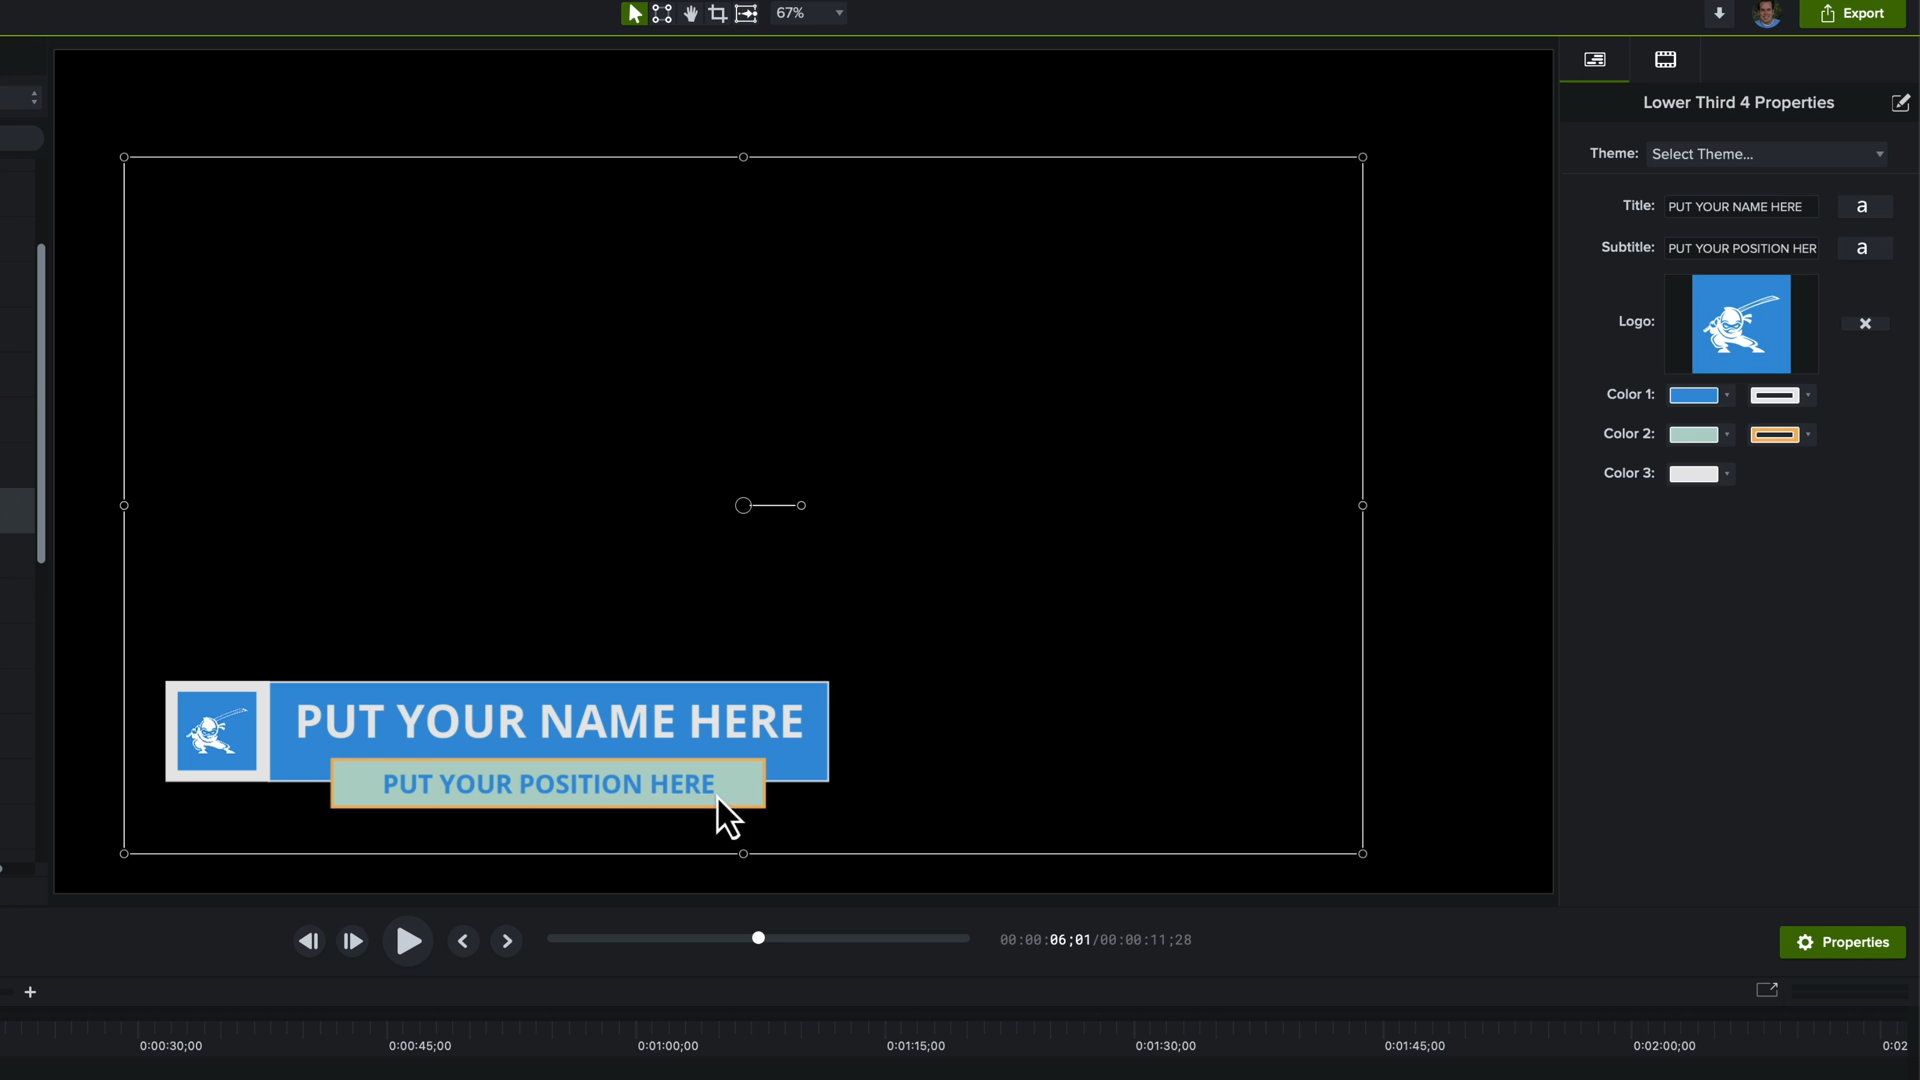 67%
Export
Lower Third 4 Properties
Theme: Select Theme...
Title: PUT YOUR NAME HERE a
Subtitle: PUT YOUR POSITION HER a
Logo:
Color 1:
Color 2:
Color 3:
PUT YOUR NAME HERE
PUT YOUR POSITION HERE
00:00:06;01/00:00:11;28
Properties
0:00:30;00 0:00:45;00 0:01:00;00 0:01:15;00 0:01:30;00 0:01:45;00 0:02:00;00 0:02